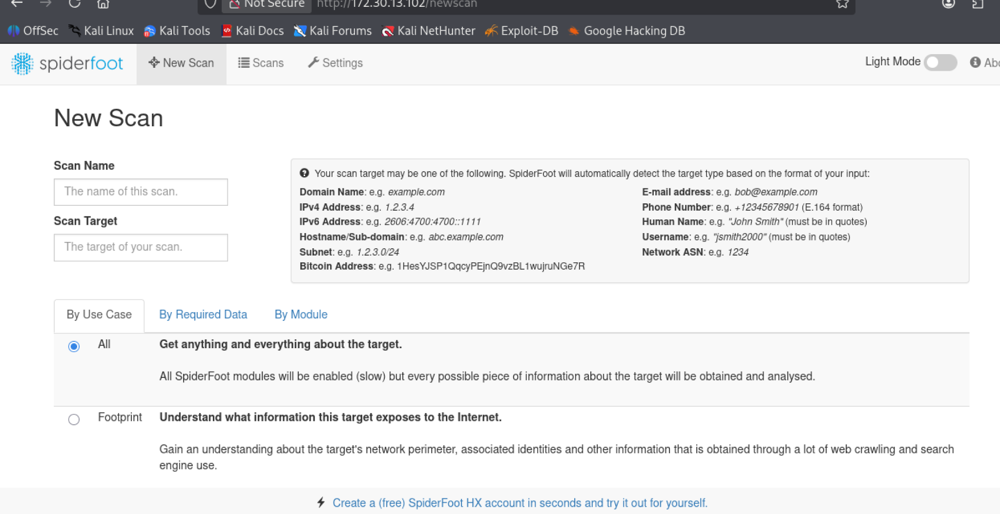 Not Secure http://172.30.13.102/newscan
OffSec Kali Linux Kali Tools Kali Docs Kali Forums Kali NetHunter Exploit-DB Google Hacking DB
spiderfoot New Scan Scans Settings Light Mode
New Scan
Scan Name
The name of this scan.
Scan Target
The target of your scan.
Your scan target may be one of the following. SpiderFoot will automatically detect the target type based on the format of your input:
Domain Name: e.g. example.com
IPv4 Address: e.g. 1.2.3.4
IPv6 Address: e.g. 2606:4700:4700::1111
Hostname/Sub-domain: e.g. abc.example.com
Subnet: e.g. 1.2.3.0/24
Bitcoin Address: e.g. 1HesYJSP1QqcyPEjnQ9vzBL1wujruNGe7R
E-mail address: e.g. bob@example.com
Phone Number: e.g. +12345678901 (E.164 format)
Human Name: e.g. "John Smith" (must be in quotes)
Username: e.g. "jsmith2000" (must be in quotes)
Network ASN: e.g. 1234
By Use Case By Required Data By Module
All Get anything and everything about the target.
All SpiderFoot modules will be enabled (slow) but every possible piece of information about the target will be obtained and analysed.
Footprint Understand what information this target exposes to the Internet.
Gain an understanding about the target's network perimeter, associated identities and other information that is obtained through a lot of web crawling and search
engine use.
Create a (free) SpiderFoot HX account in seconds and try it out for yourself.